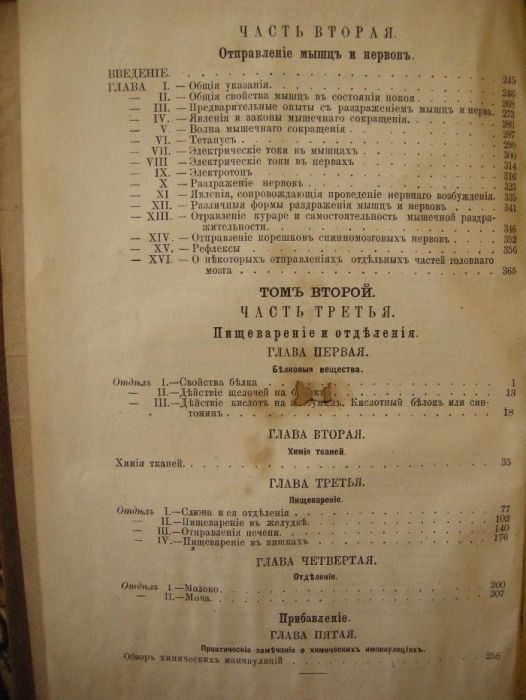 ЧАСТЬ ВТОРАЯ.
Отправленіе мышцъ и нервовъ.
ВВЕДЕНІЕ. 245
ГЛАВА I. — Общія указанія. 246
— II. — Общія свойства мышцъ въ состояніи покоя. 268
— III. — Предварительные опыты съ раздраженіемъ мышцъ и нерва. 273
— IV. — Явленія и законы мышечнаго сокращенія. 280
— V. — Волна мышечнаго сокращенія 287
— VI. — Тетанусъ. 290
— VII. — Электрическіе токи въ мышцахъ 300
— VIII — Электрическіе токи въ нервахъ 314
— IX. — Электротонъ 316
— X — Раздраженіе нервовъ. 323
— XI — Явленія, сопровождающія проведеніе нервнаго возбужденія. 335
— XII. — Различныя формы раздраженія мышцъ и нервовъ 341
— XIII. — Отравленіе кураре и самостоятельность мышечной раздра-
жительности. 346
— XIV. — Отправленіе корешковъ спинномозговыхъ нервовъ. 352
— XV. — Рефлексы 356
— XVI. — О нѣкоторыхъ отправленіяхъ отдѣльныхъ частей головнаго
мозга 365
ТОМЪ ВТОРОЙ.
ЧАСТЬ ТРЕТЬЯ.
Пищевареніе и отдѣленія.
ГЛАВА ПЕРВАЯ.
Бѣлковыя вещества.
Отдѣлъ I.—Свойства бѣлка 1
— II.—Дѣйствіе щелочей на 13
— III.—Дѣйствіе кислотъ на Кислотный бѣлокъ или син-
тонинъ 18
ГЛАВА ВТОРАЯ.
Химія тканей.
Химія тканей. 35
ГЛАВА ТРЕТЬЯ.
Пищевареніе.
Отдѣлъ I.—Слюна и ея отдѣленія 77
— II.—Пищевареніе въ желудкѣ. 102
— III.—Отправленія печени. 140
— IV.—Пищевареніе въ кишкахъ 176
ГЛАВА ЧЕТВЕРТАЯ.
Отдѣленія.
Отдѣлъ I.—Молоко. 200
— II.—Моча. 207
Прибавленіе.
ГЛАВА ПЯТАЯ.
Практическія замѣчанія о химическихъ манипуляціяхъ.
Обзоръ химическихъ манипуляцій 258